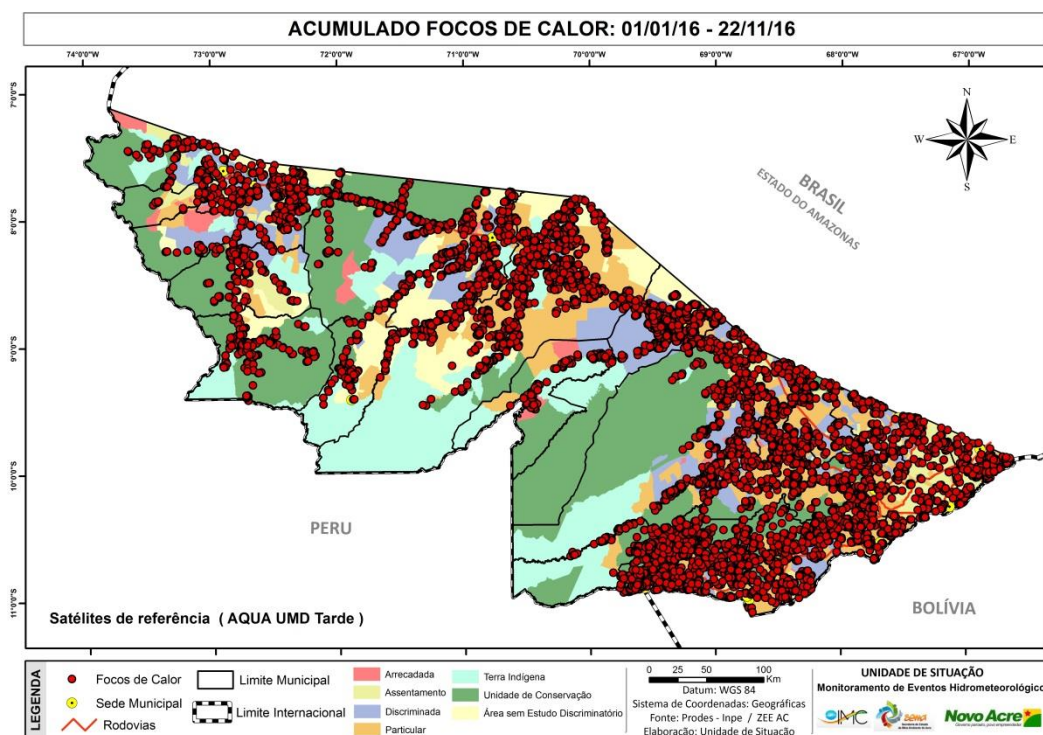 ACUMULADO FOCOS DE CALOR: 01/01/16 - 22/11/16
74°0'0"W 73°0'0"W 72°0'0"W 71°0'0"W 70°0'0"W 69°0'0"W 68°0'0"W 67°0'0"W
7°0'0"S
8°0'0"S
9°0'0"S
10°0'0"S
11°0'0"S
N
W E
S
BRASIL
ESTADO DO AMAZONAS
PERU
BOLÍVIA
Satélites de referência ( AQUA UMD Tarde )
LEGENDA
Focos de Calor
Sede Municipal
Rodovias
Limite Municipal
Limite Internacional
Arrecadada
Assentamento
Discriminada
Particular
Terra Indígena
Unidade de Conservação
Área sem Estudo Discriminatório
0 25 50 100
Km
Datum: WGS 84
Sistema de Coordenadas: Geográficas
Fonte: Prodes - Inpe / ZEE AC
Elaboração: Unidade de Situação
UNIDADE DE SITUAÇÃO
Monitoramento de Eventos Hidrometeorológico
IMC
SEMA
Novo Acre